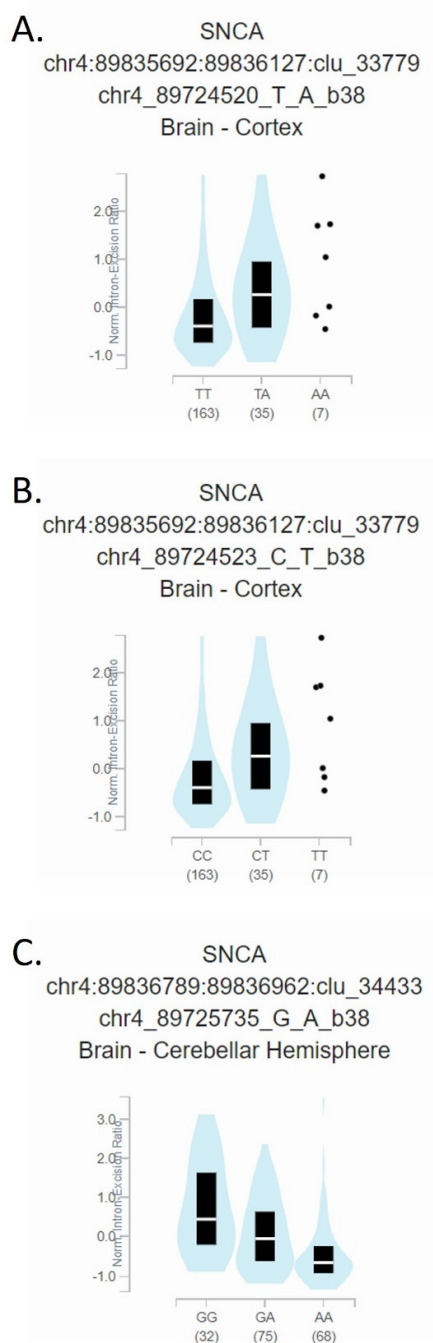 A.
SNCA
chr4:89835692:89836127:clu_33779
chr4_89724520_T_A_b38
Brain - Cortex
Norm. Intron-Excision Ratio
2.0
1.0
0.0
-1.0
TT TA AA
(163) (35) (7)
B.
SNCA
chr4:89835692:89836127:clu_33779
chr4_89724523_C_T_b38
Brain - Cortex
Norm. Intron-Excision Ratio
2.0
1.0
0.0
-1.0
CC CT TT
(163) (35) (7)
C.
SNCA
chr4:89836789:89836962:clu_34433
chr4_89725735_G_A_b38
Brain - Cerebellar Hemisphere
Norm. Intron-Excision Ratio
3.0
2.0
1.0
0.0
-1.0
GG GA AA
(32) (75) (68)